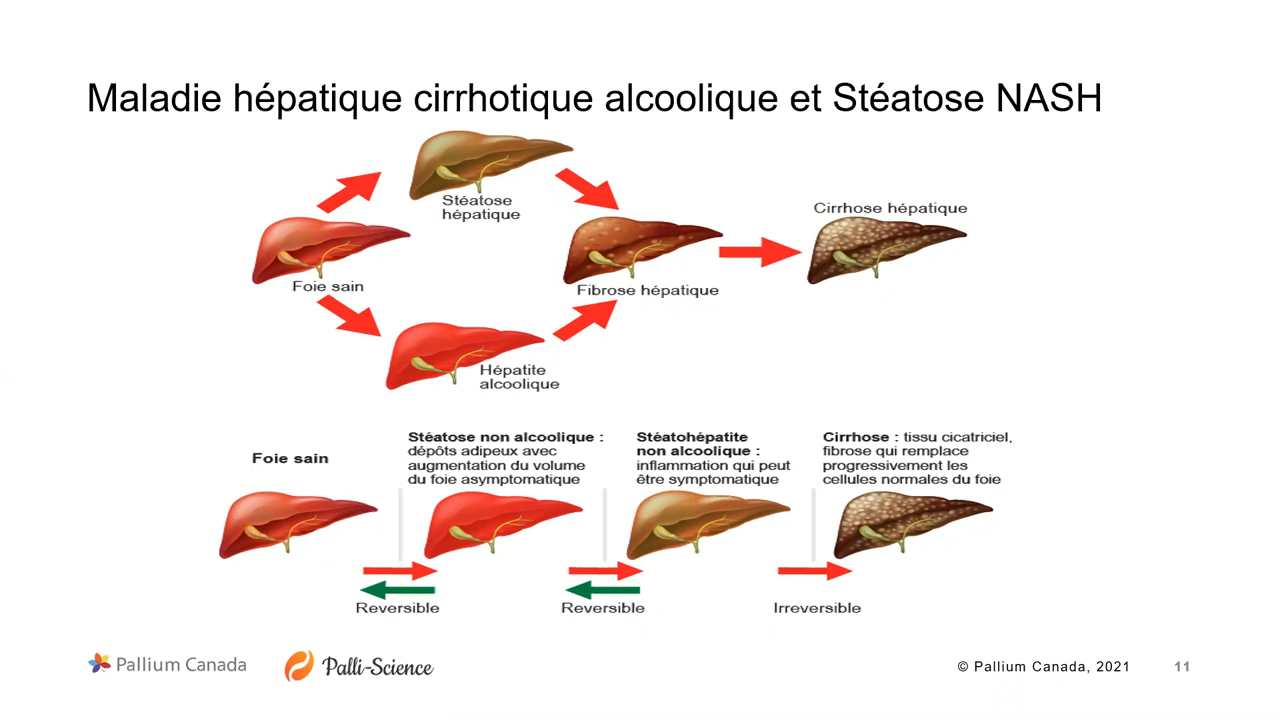 Maladie hépatique cirrhotique alcoolique et Stéatose NASH
Stéatose
hépatique
Cirrhose hépatique
Foie sain
Fibrose hépatique
Hépatite
alcoolique
Foie sain
Stéatose non alcoolique :
dépôts adipeux avec
augmentation du volume
du foie asymptomatique
Stéatohépatite
non alcoolique :
inflammation qui peut
être symptomatique
Cirrhose : tissu cicatriciel,
fibrose qui remplace
progressivement les
cellules normales du foie
Reversible
Reversible
Irreversible
Pallium Canada
Palli-Science
© Pallium Canada, 2021
11